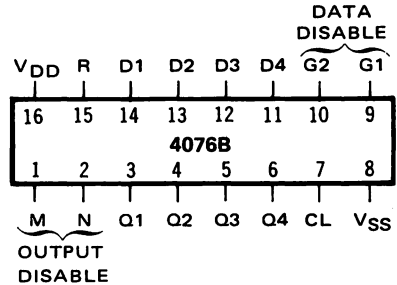 DATA
DISABLE
VDD R D1 D2 D3 D4 G2 G1
16 15 14 13 12 11 10 9
4076B
1 2 3 4 5 6 7 8
M N Q1 Q2 Q3 Q4 CL VSS
OUTPUT
DISABLE